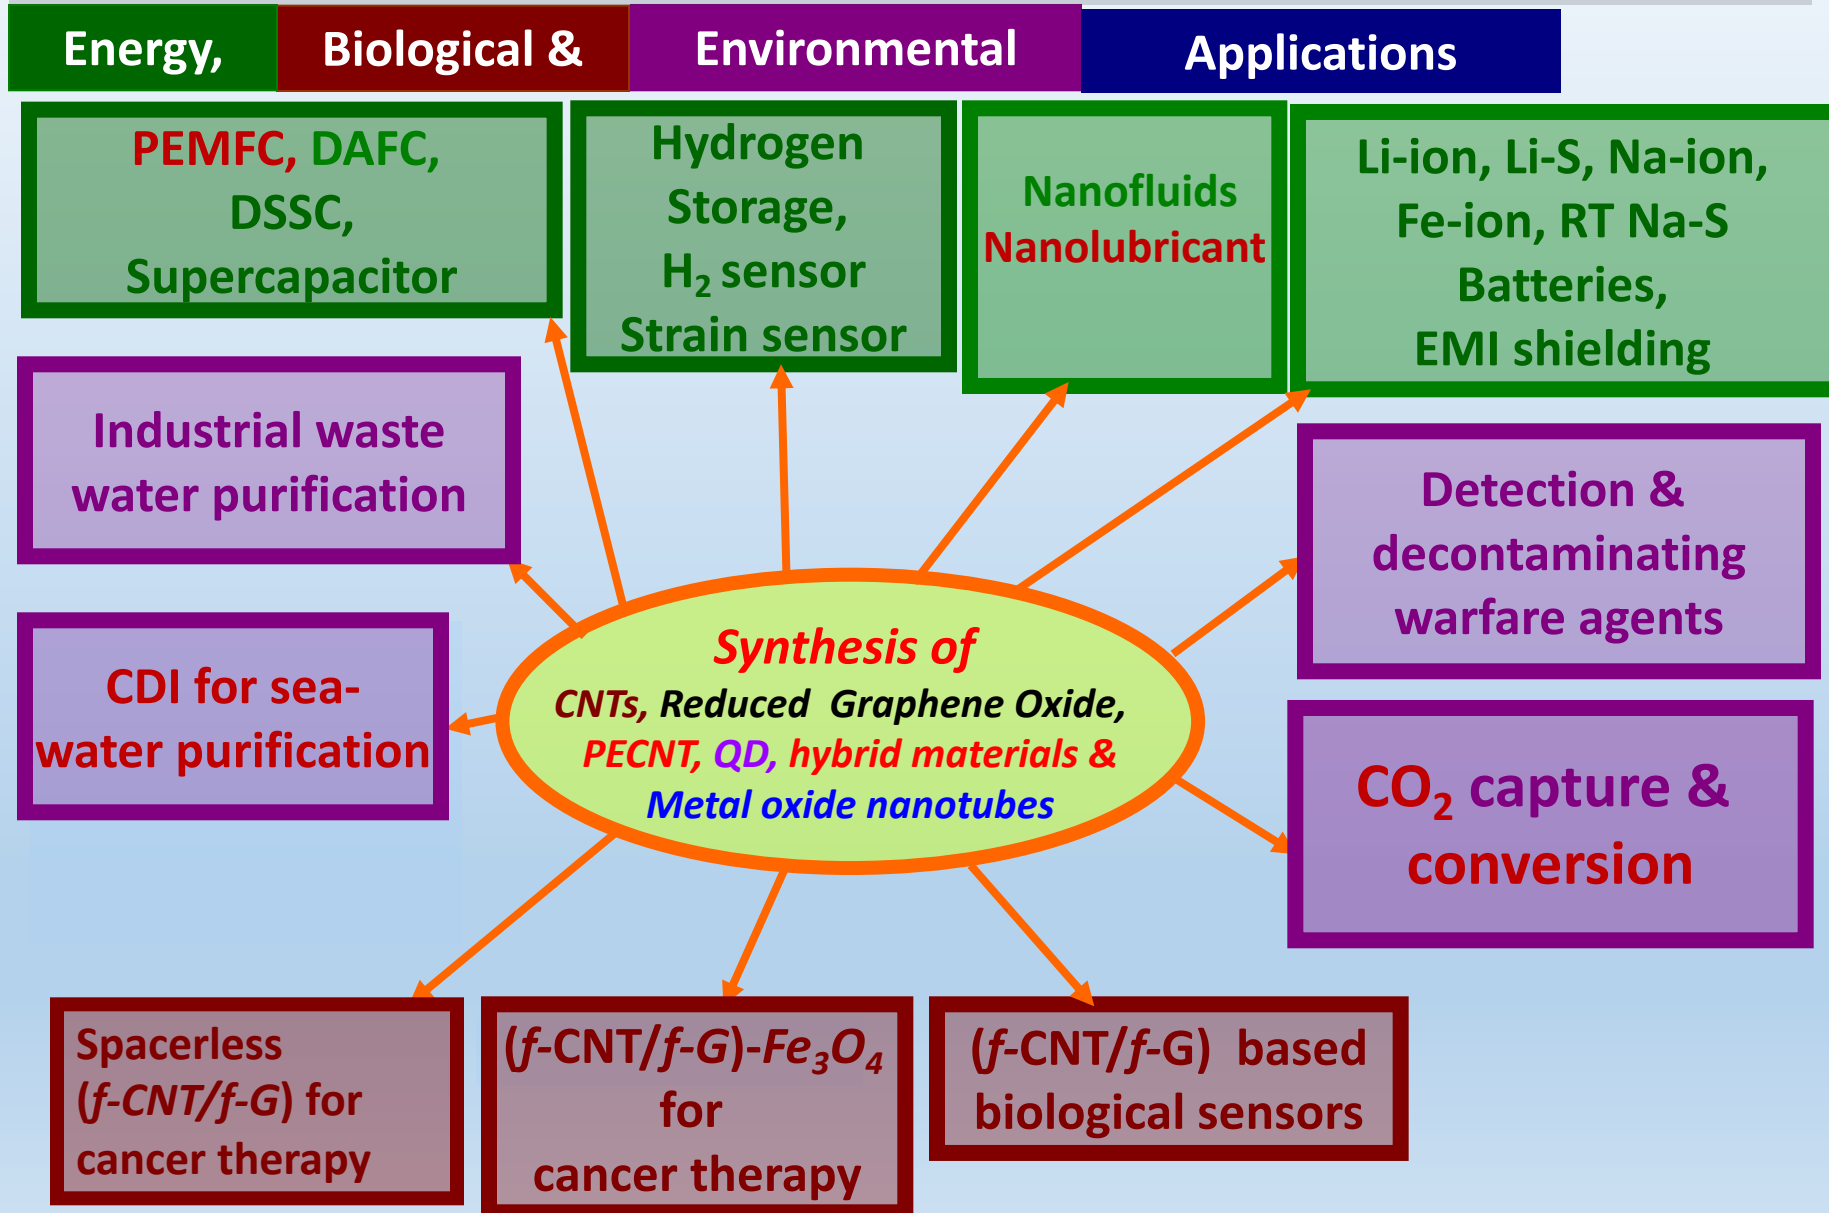 Energy, Biological & Environmental Applications
PEMFC, DAFC,
DSSC,
Supercapacitor
Hydrogen
Storage,
H₂ sensor
Strain sensor
Nanofluids
Nanolubricant
Li-ion, Li-S, Na-ion,
Fe-ion, RT Na-S
Batteries,
EMI shielding
Industrial waste
water purification
Detection &
decontaminating
warfare agents
CDI for sea-
water purification
Synthesis of
CNTs, Reduced Graphene Oxide,
PECNT, QD, hybrid materials &
Metal oxide nanotubes
CO₂ capture &
conversion
Spacerless
(f-CNT/f-G) for
cancer therapy
(f-CNT/f-G)-Fe₃O₄
for
cancer therapy
(f-CNT/f-G) based
biological sensors